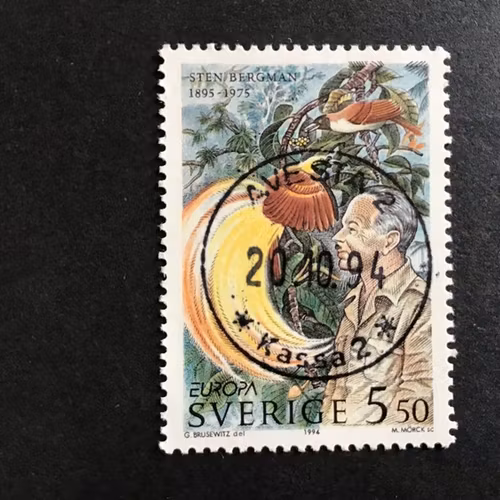 STEN BERGMAN
1895-1975
AVESTA 2
20.10.94
* Kassa 2 *
EUROPA
SVERIGE 5 50
G. BRUSEWITZ del 1994 M. MÖRCK SC